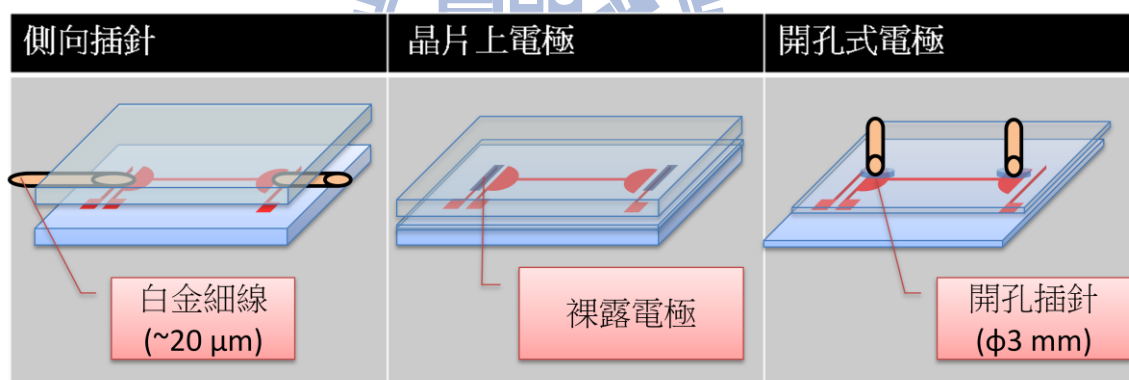 側向插針
晶片上電極
開孔式電極
白金細線
(~20 μm)
裸露電極
開孔插針
(ϕ3 mm)